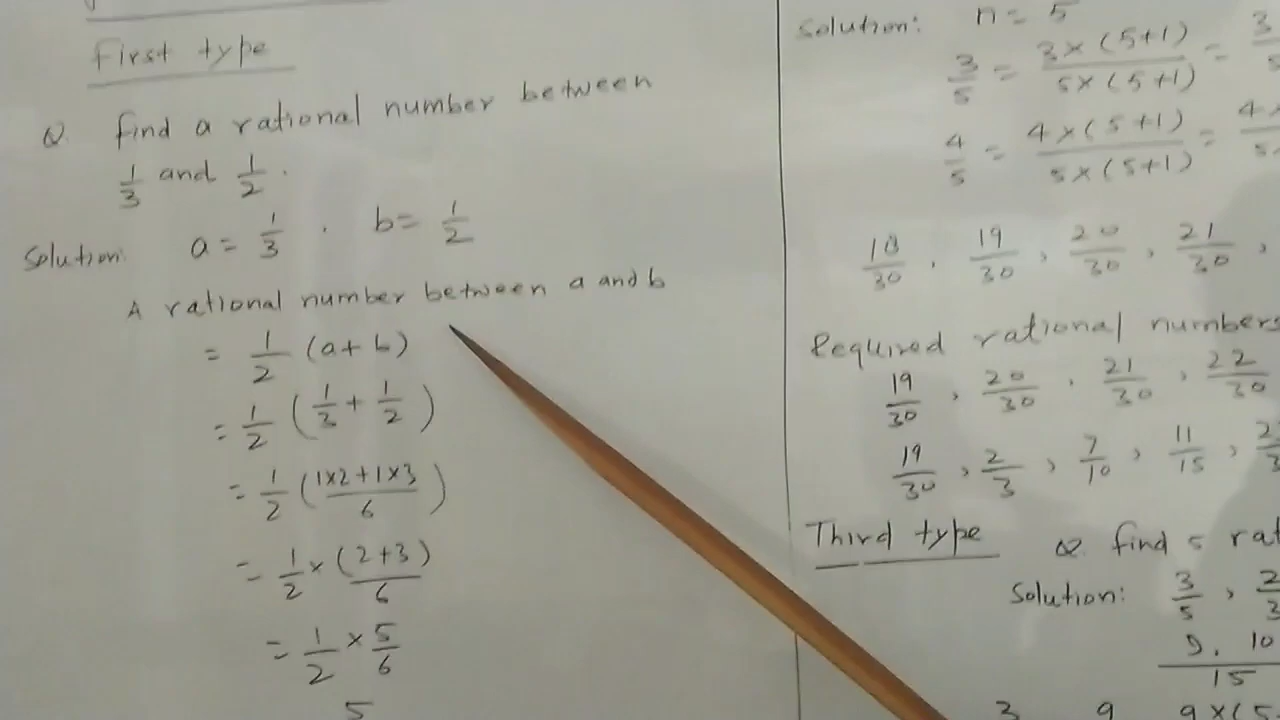 First type
Q. find a rational number between
1/3 and 1/2.
Solution: a = 1/3 , b = 1/2
A rational number between a and b
= 1/2 (a + b)
= 1/2 (1/3 + 1/2)
= 1/2 ((1×2+1×3)/6)
= 1/2 × (2+3)/6
= 1/2 × 5/6
5
Solution: n = 5
3/5 = 3×(5+1)/5×(5+1) = 3
4/5 = 4×(5+1)/5×(5+1) = 4×/5×
18/30 , 19/30 , 20/30 , 21/30 ,
Required rational numbers
19/30 , 20/30 , 21/30 , 22/30
19/30 , 2/3 , 7/10 , 11/15 ,
Third type Q. find 5 rat
Solution: 3/5 , 2/3
9, 10
15
3 9 9×(5